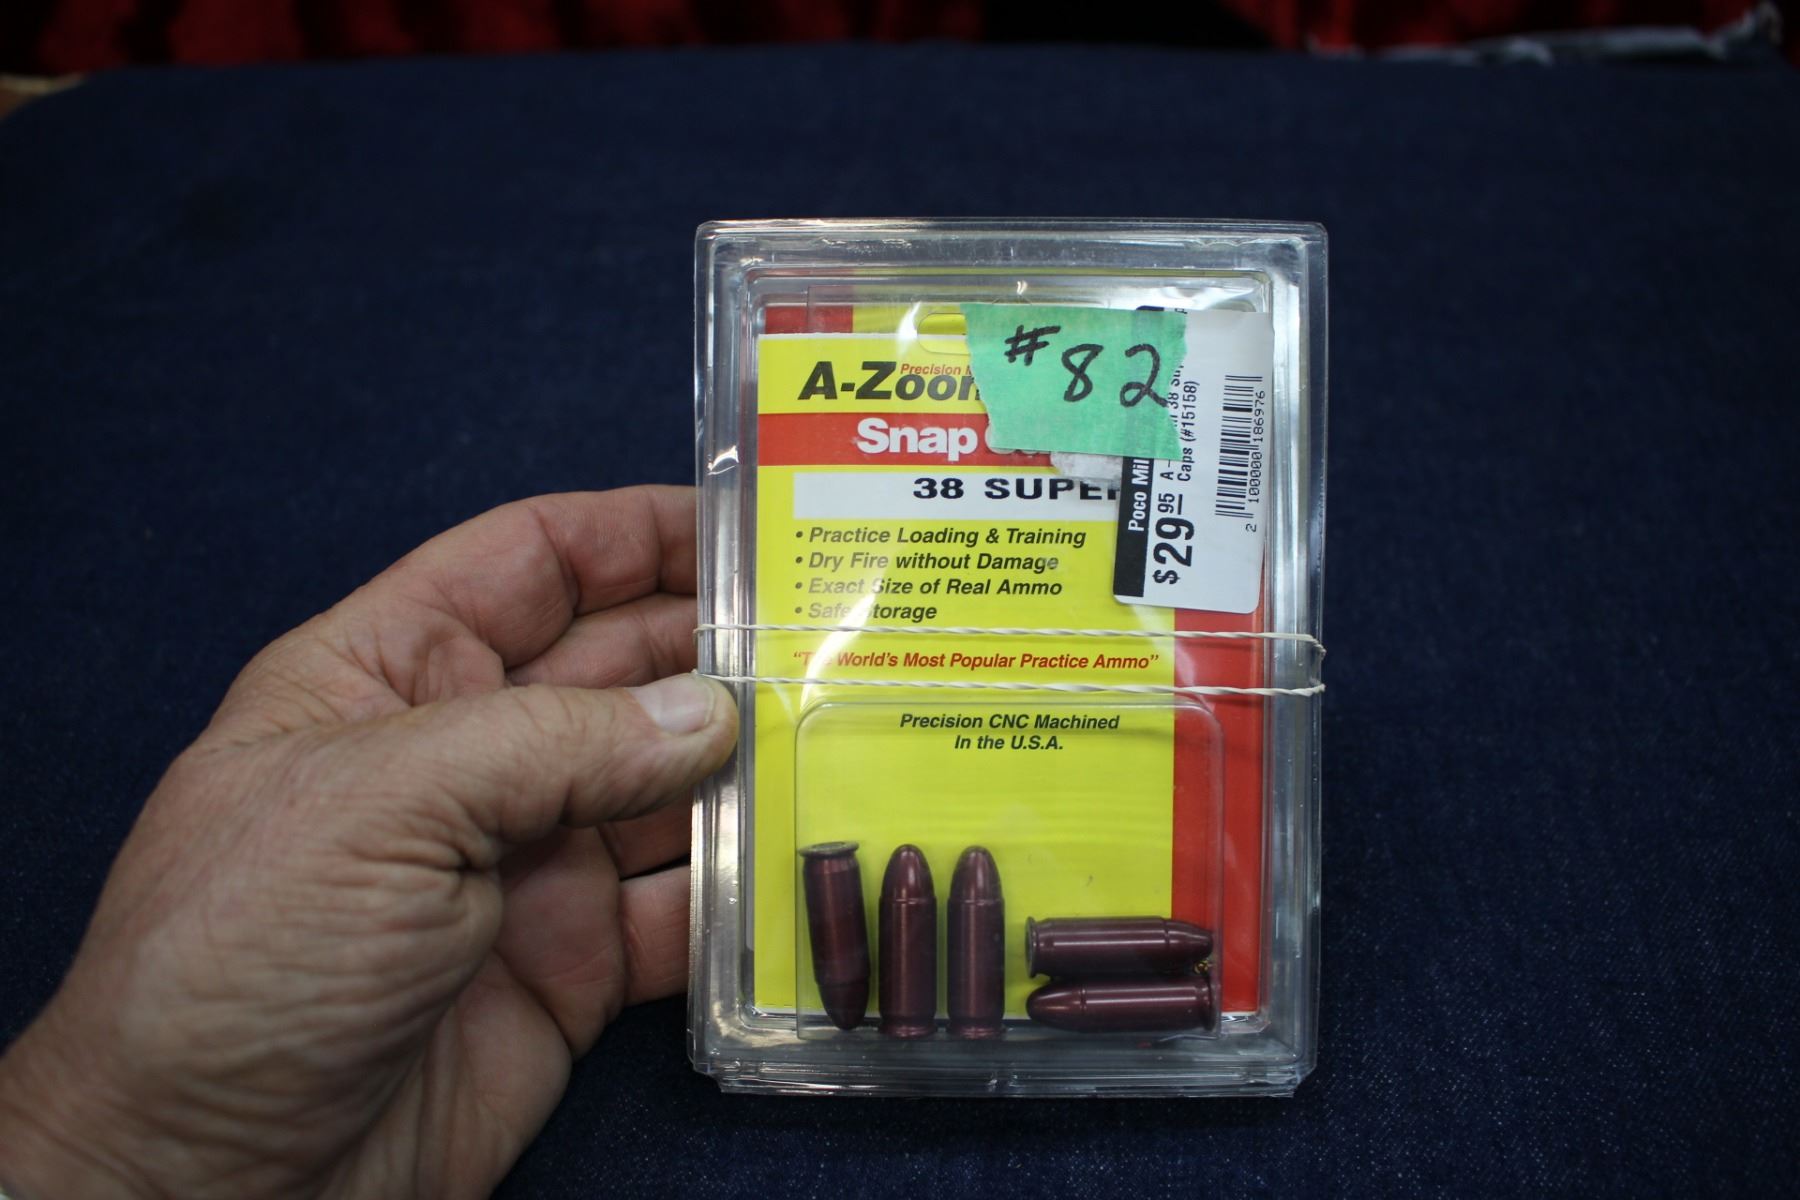 #82
Precision
A-Zoom
Snap
38 SUPER
• Practice Loading & Training
• Dry Fire without Damage
• Exact Size of Real Ammo
• Safe Storage
"The World's Most Popular Practice Ammo"
Precision CNC Machined
In the U.S.A.
Poco
$29.95
38
Caps (#15158)
2 100000 186976